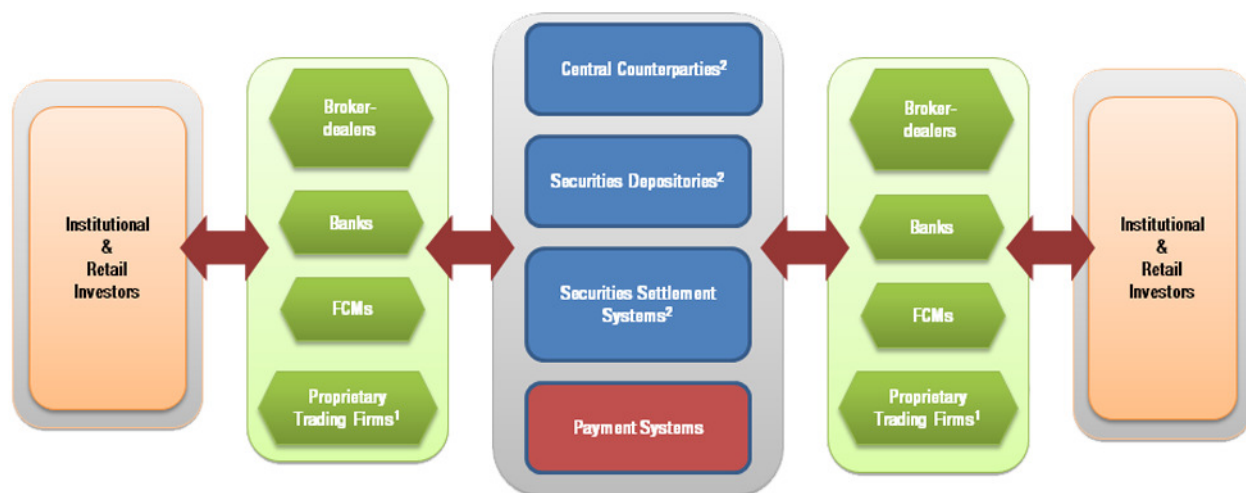 Institutional
&
Retail
Investors
Broker-
dealers
Banks
FCMs
Proprietary
Trading Firms¹
Central Counterparties²
Securities Depositories²
Securities Settlement
Systems²
Payment Systems
Broker-
dealers
Banks
FCMs
Proprietary
Trading Firms¹
Institutional
&
Retail
Investors